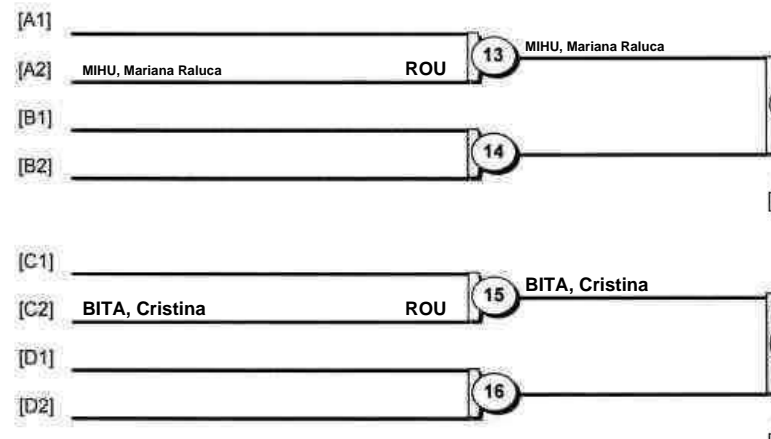 [A1]
13 MIHU, Mariana Raluca
[A2] MIHU, Mariana Raluca ROU
[B1]
14
[B2]
[C1]
15 BITA, Cristina
[C2] BITA, Cristina ROU
[D1]
16
[D2]